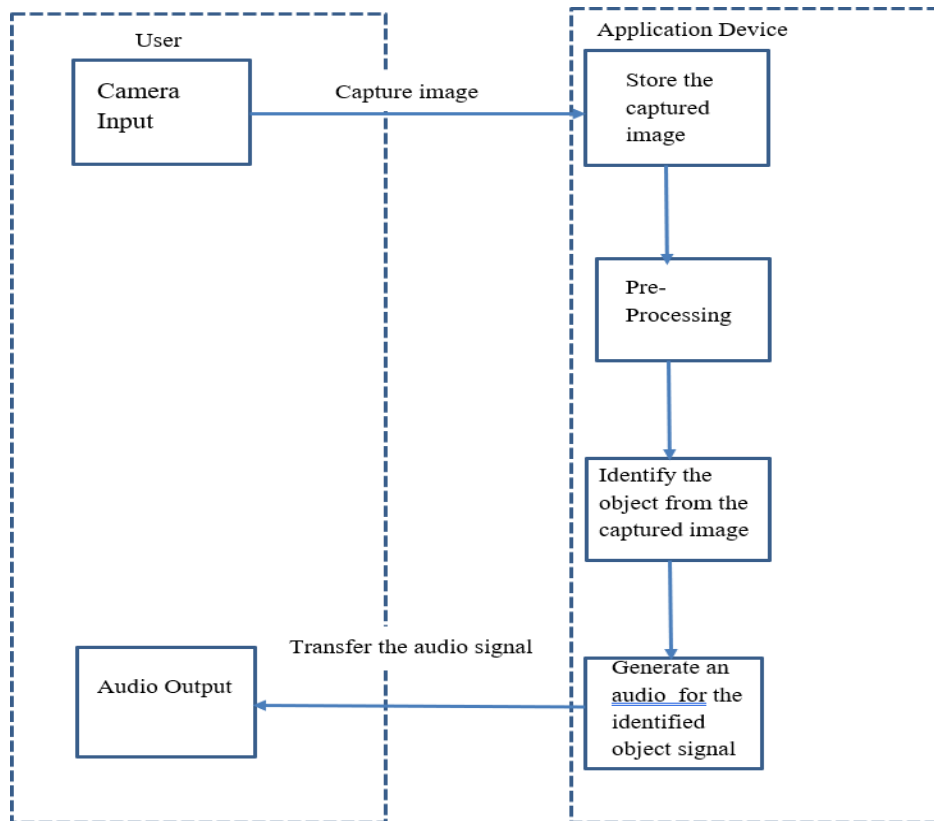 User
Application Device
Camera
Input
Capture image
Store the
captured
image
Pre-
Processing
Identify the
object from the
captured image
Transfer the audio signal
Audio Output
Generate an
audio for the
identified
object signal